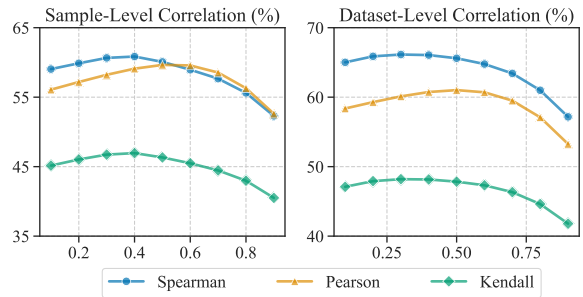 Sample-Level Correlation (%)
65
55
45
35
0.2 0.4 0.6 0.8
Dataset-Level Correlation (%)
70
60
50
40
0.25 0.50 0.75
Spearman Pearson Kendall